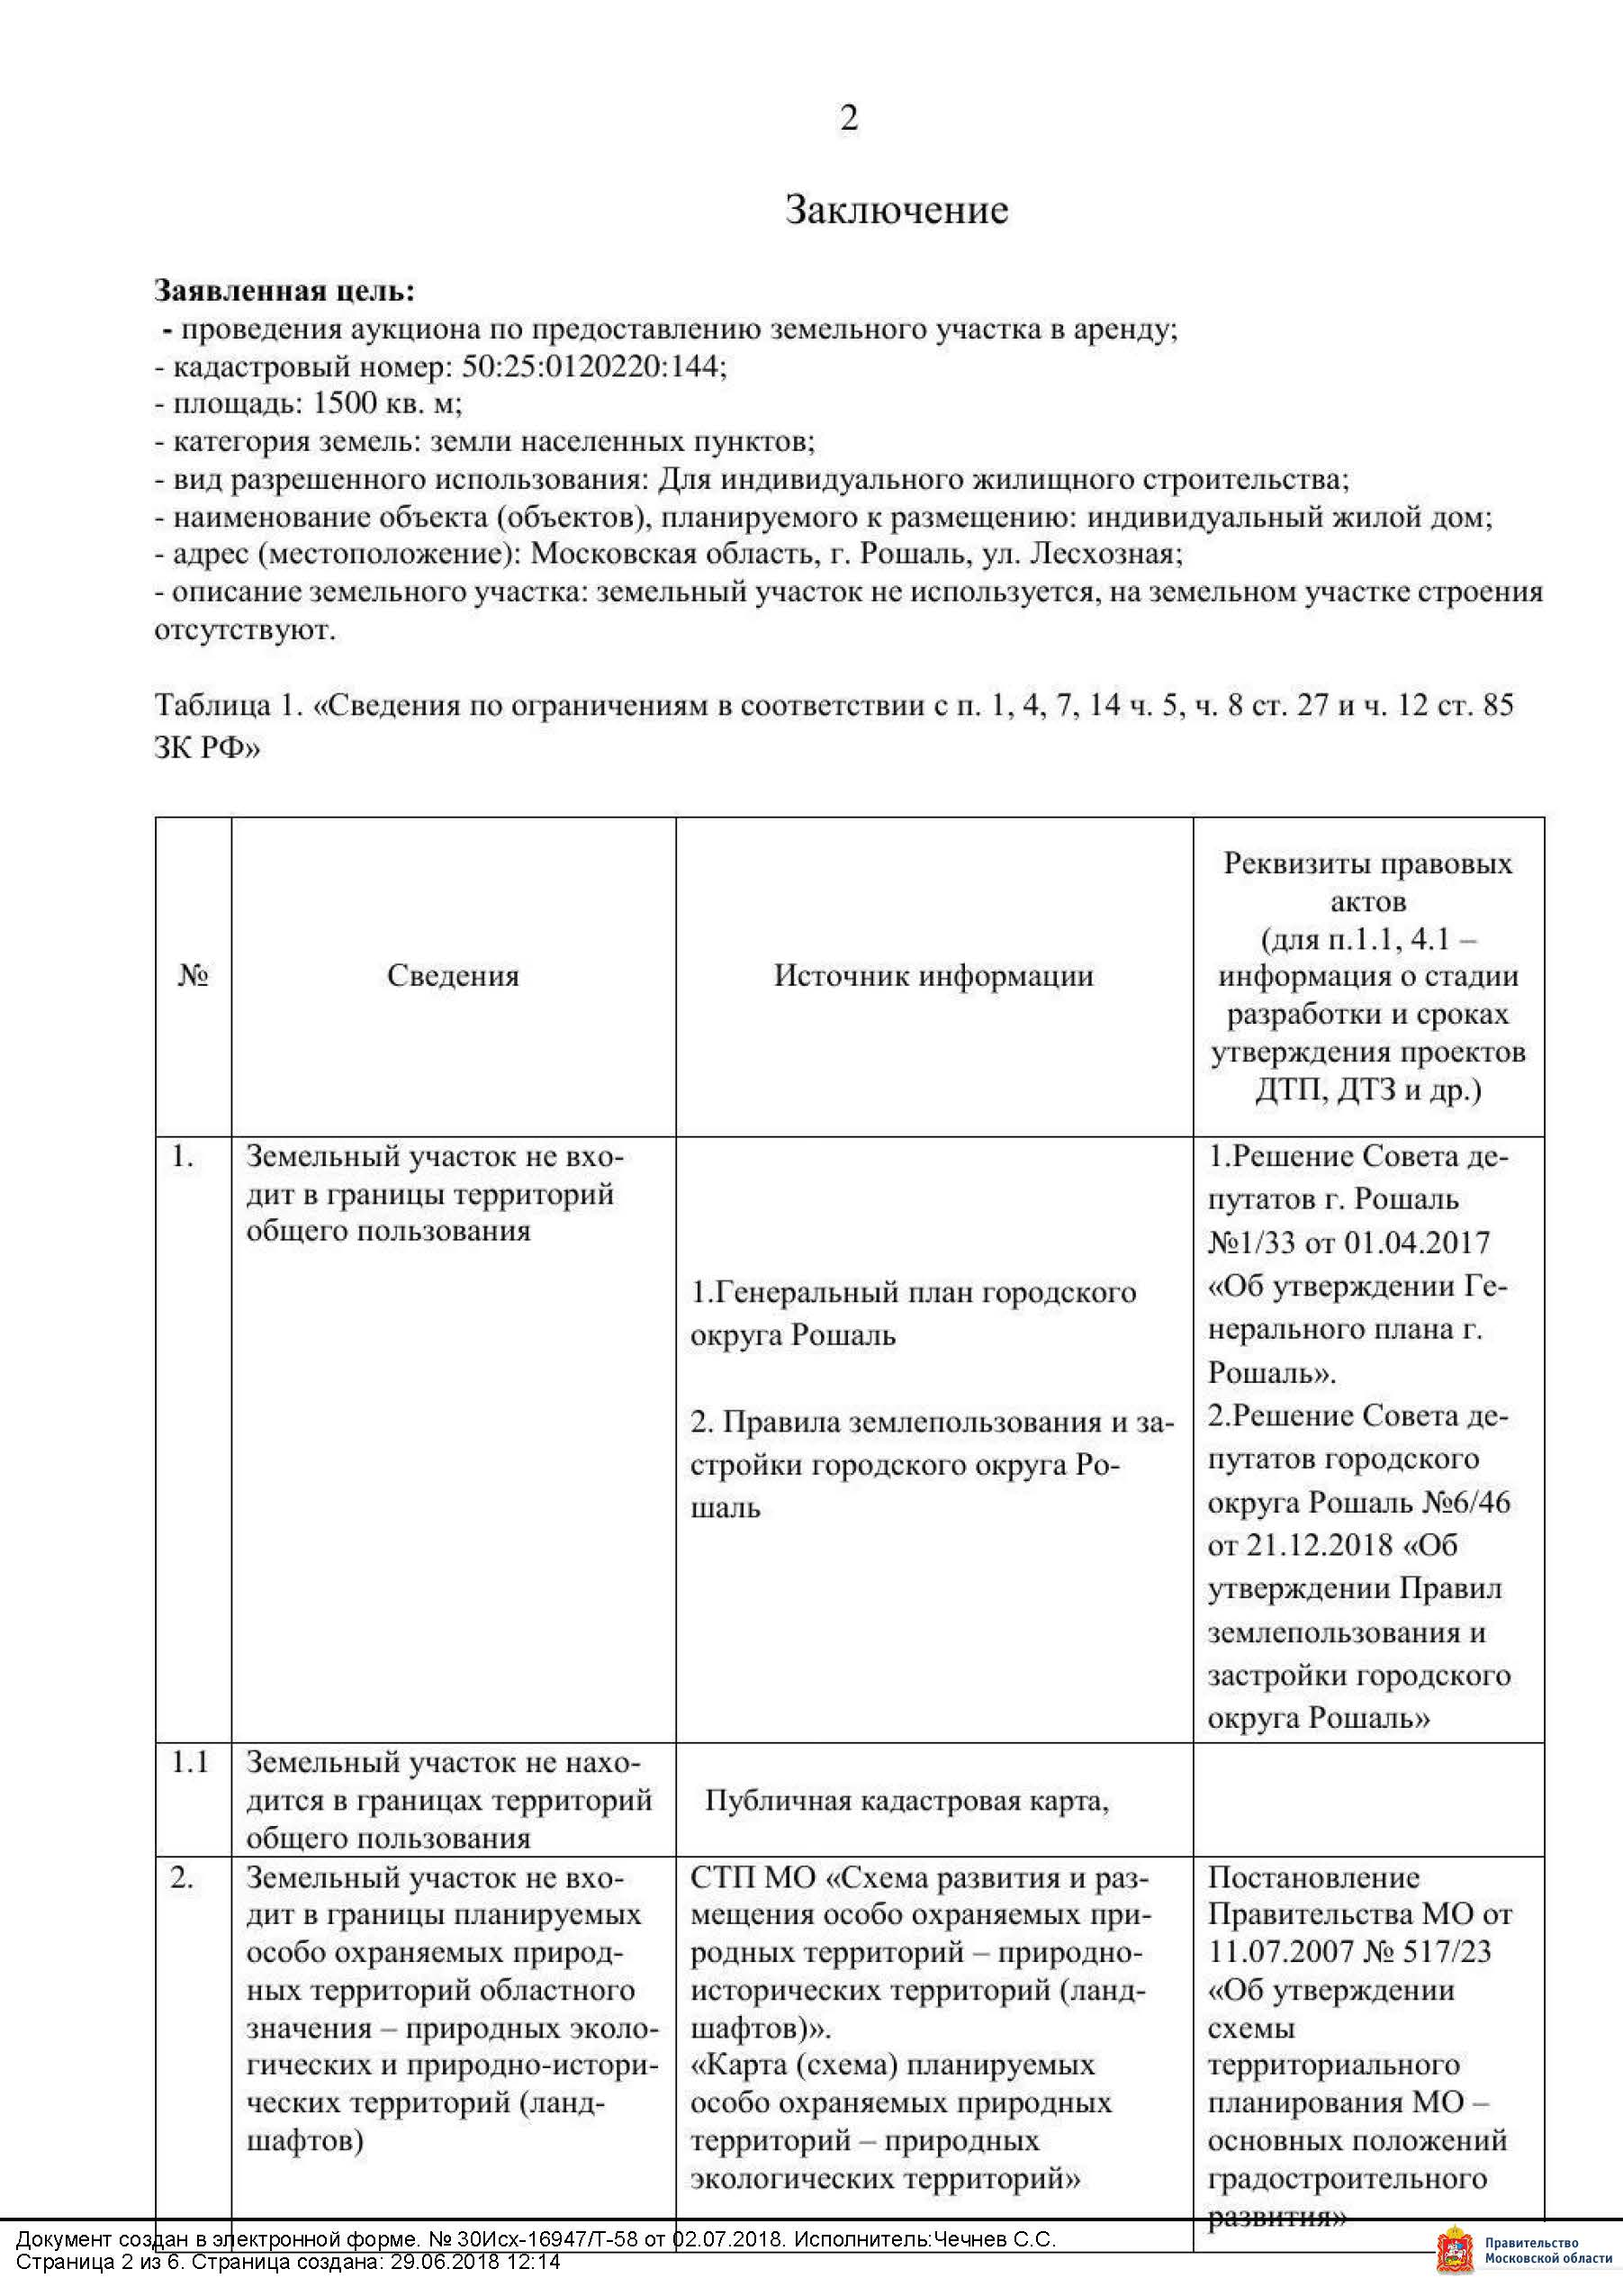 2
Заключение
Заявленная цель:
- проведения аукциона по предоставлению земельного участка в аренду;
- кадастровый номер: 50:25:0120220:144;
- площадь: 1500 кв. м;
- категория земель: земли населенных пунктов;
- вид разрешенного использования: Для индивидуального жилищного строительства;
- наименование объекта (объектов), планируемого к размещению: индивидуальный жилой дом;
- адрес (местоположение): Московская область, г. Рошаль, ул. Лесхозная;
- описание земельного участка: земельный участок не используется, на земельном участке строения
отсутствуют.
Таблица 1. «Сведения по ограничениям в соответствии с п. 1, 4, 7, 14 ч. 5, ч. 8 ст. 27 и ч. 12 ст. 85
ЗК РФ»
№
Сведения
Источник информации
Реквизиты правовых
актов
(для п.1.1, 4.1 –
информация о стадии
разработки и сроках
утверждения проектов
ДТП, ДТЗ и др.)
1.
Земельный участок не вхо-
дит в границы территорий
общего пользования
1.Генеральный план городского
округа Рошаль
2. Правила землепользования и за-
стройки городского округа Ро-
шаль
1.Решение Совета де-
путатов г. Рошаль
№1/33 от 01.04.2017
«Об утверждении Ге-
нерального плана г.
Рошаль».
2.Решение Совета де-
путатов городского
округа Рошаль №6/46
от 21.12.2018 «Об
утверждении Правил
землепользования и
застройки городского
округа Рошаль»
1.1
Земельный участок не нахо-
дится в границах территорий
общего пользования
Публичная кадастровая карта,
2.
Земельный участок не вхо-
дит в границы планируемых
особо охраняемых природ-
ных территорий областного
значения – природных эколо-
гических и природно-истори-
ческих территорий (ланд-
шафтов)
СТП МО «Схема развития и раз-
мещения особо охраняемых при-
родных территорий – природно-
исторических территорий (ланд-
шафтов)».
«Карта (схема) планируемых
особо охраняемых природных
территорий – природных
экологических территорий»
Постановление
Правительства МО от
11.07.2007 № 517/23
«Об утверждении
схемы
территориального
планирования МО –
основных положений
градостроительного
развития»
Документ создан в электронной форме. № 30Исх-16947/Т-58 от 02.07.2018. Исполнитель:Чечнев С.С.
Страница 2 из 6. Страница создана: 29.06.2018 12:14
Правительство
Московской области